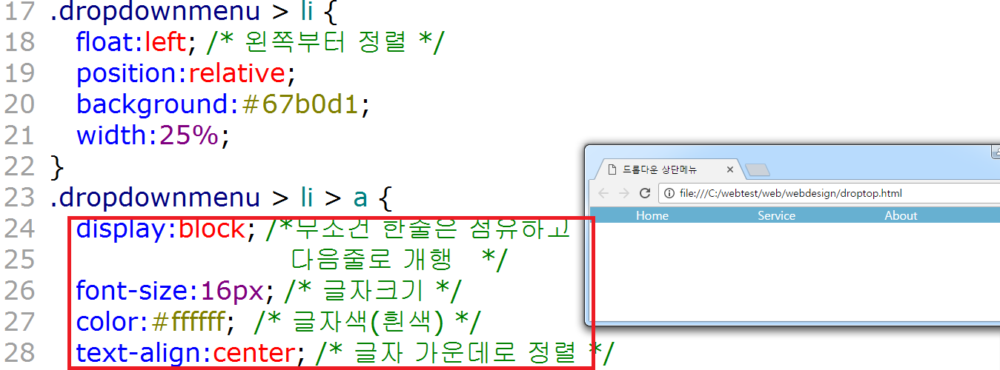 17 .dropdownmenu > li {
18 float:left; /* 왼쪽부터 정렬 */
19 position:relative;
20 background:#67b0d1;
21 width:25%;
22 }
23 .dropdownmenu > li > a {
24 display:block; /*무조건 한줄은 점유하고
25 다음줄로 개행 */
26 font-size:16px; /* 글자크기 */
27 color:#ffffff; /* 글자색(흰색) */
28 text-align:center; /* 글자 가운데로 정렬 */
드롭다운 상단메뉴
file:///C:/webtest/web/webdesign/droptop.html
Home Service About